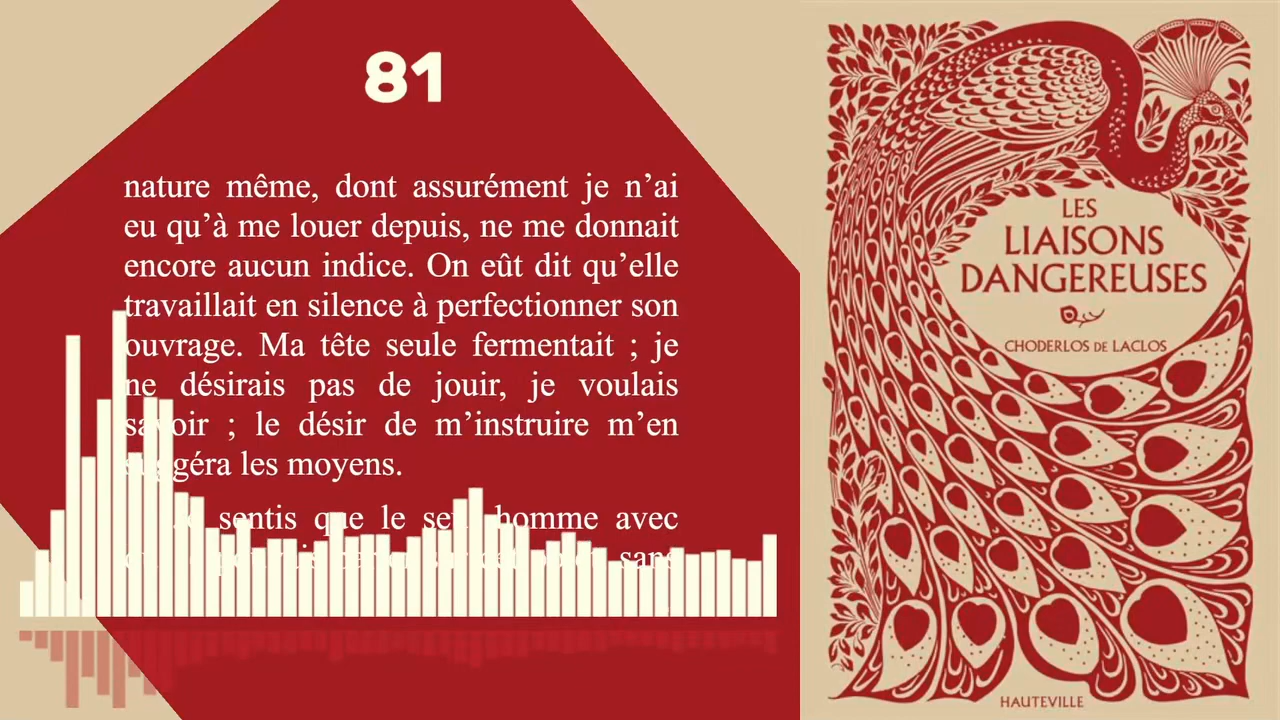 81
nature même, dont assurément je n’ai
eu qu’à me louer depuis, ne me donnait
encore aucun indice. On eût dit qu’elle
travaillait en silence à perfectionner son
ouvrage. Ma tête seule fermentait ; je
ne désirais pas de jouir, je voulais
savoir ; le désir de m’instruire m’en
suggéra les moyens.
sentis que le seul homme avec
sans
LES
LIAISONS
DANGEREUSES
CHODERLOS DE LACLOS
HAUTEVILLE